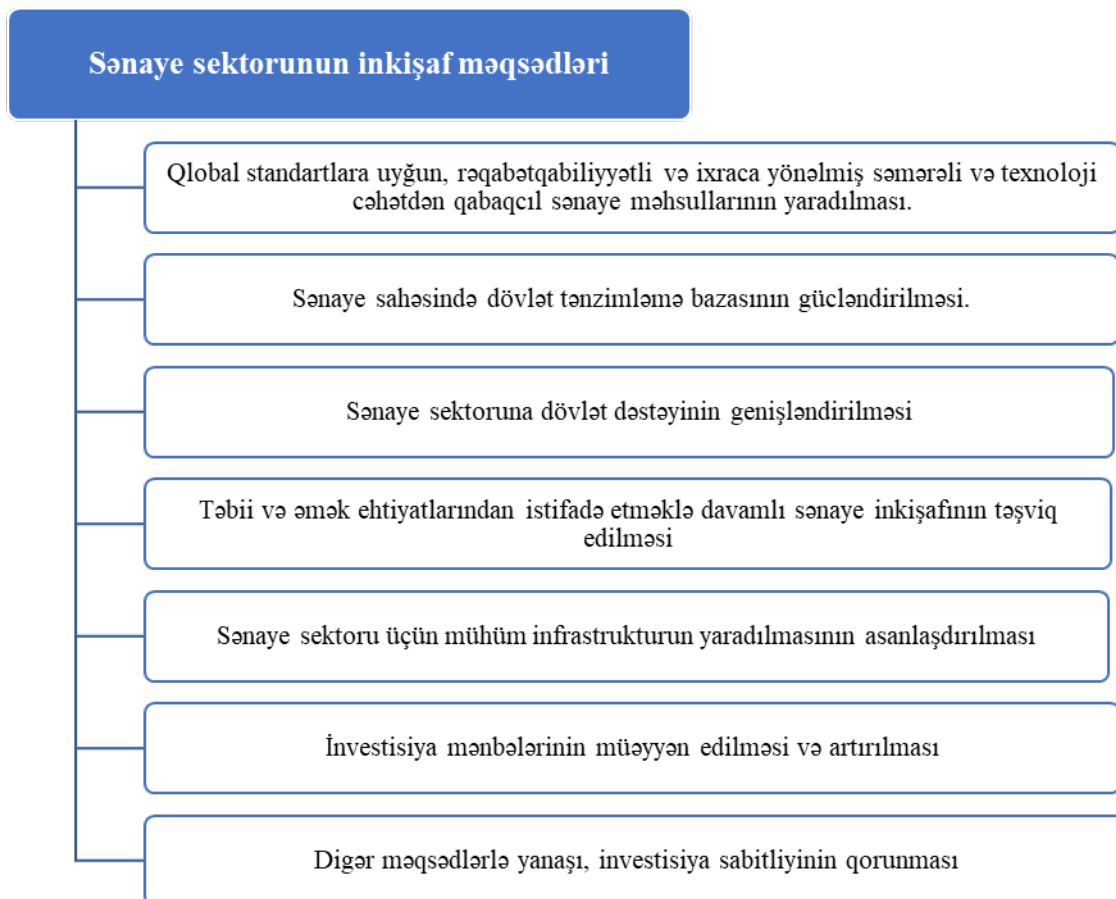 Sənaye sektorunun inkişaf məqsədləri
Qlobal standartlara uyğun, rəqabətqabiliyyətli və ixraca yönəlmiş səmərəli və texnoloji
cəhətdən qabaqcıl sənaye məhsullarının yaradılması.
Sənaye sahəsində dövlət tənzimləmə bazasının gücləndirilməsi.
Sənaye sektoruna dövlət dəstəyinin genişləndirilməsi
Təbii və əmək ehtiyatlarından istifadə etməklə davamlı sənaye inkişafının təşviq
edilməsi
Sənaye sektoru üçün mühüm infrastrukturun yaradılmasının asanlaşdırılması
İnvestisiya mənbələrinin müəyyən edilməsi və artırılması
Digər məqsədlərlə yanaşı, investisiya sabitliyinin qorunması